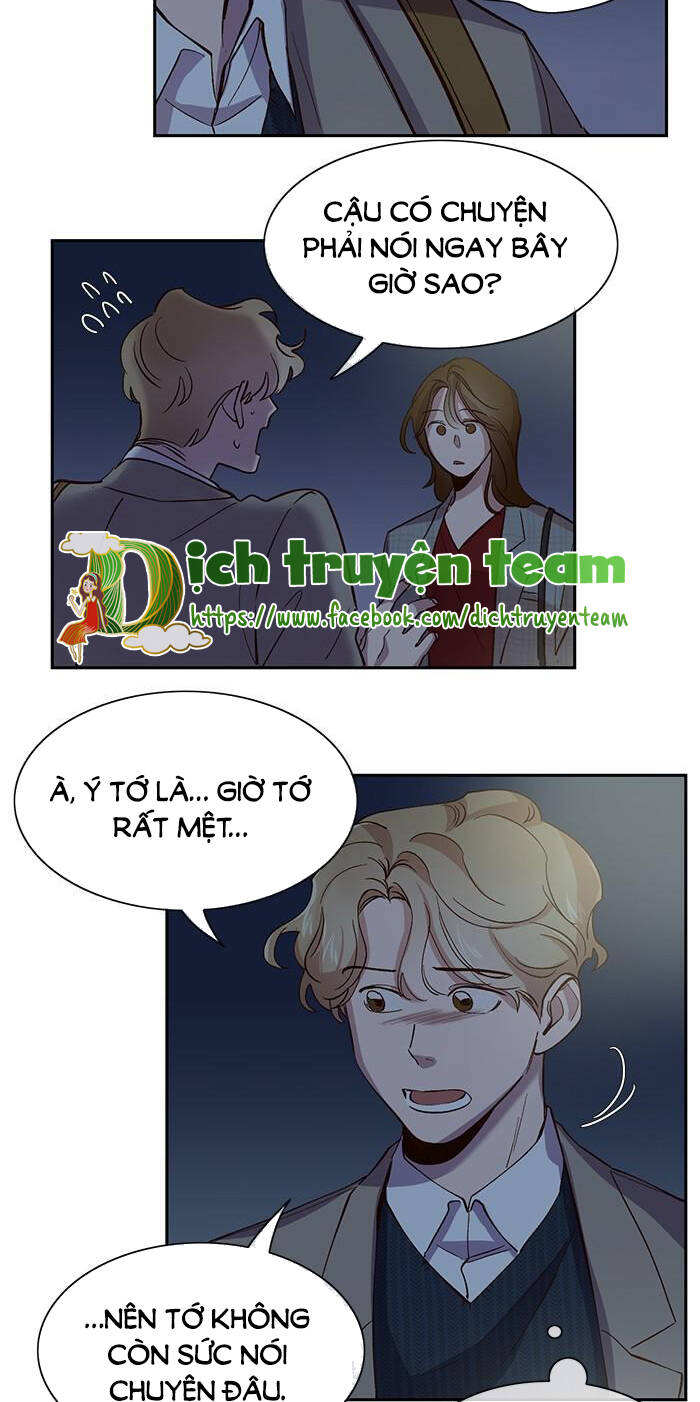 CẬU CÓ CHUYỆN
PHẢI NÓI NGAY BÂY
GIỜ SAO?
Dịch truyện team
https://www.facebook.com/dichtruyenteam
À, Ý TỚ LÀ... GIỜ TỚ
RẤT MỆT...
...NÊN TỚ KHÔNG
CÒN SỨC NÓI
CHUYỆN ĐÂU.